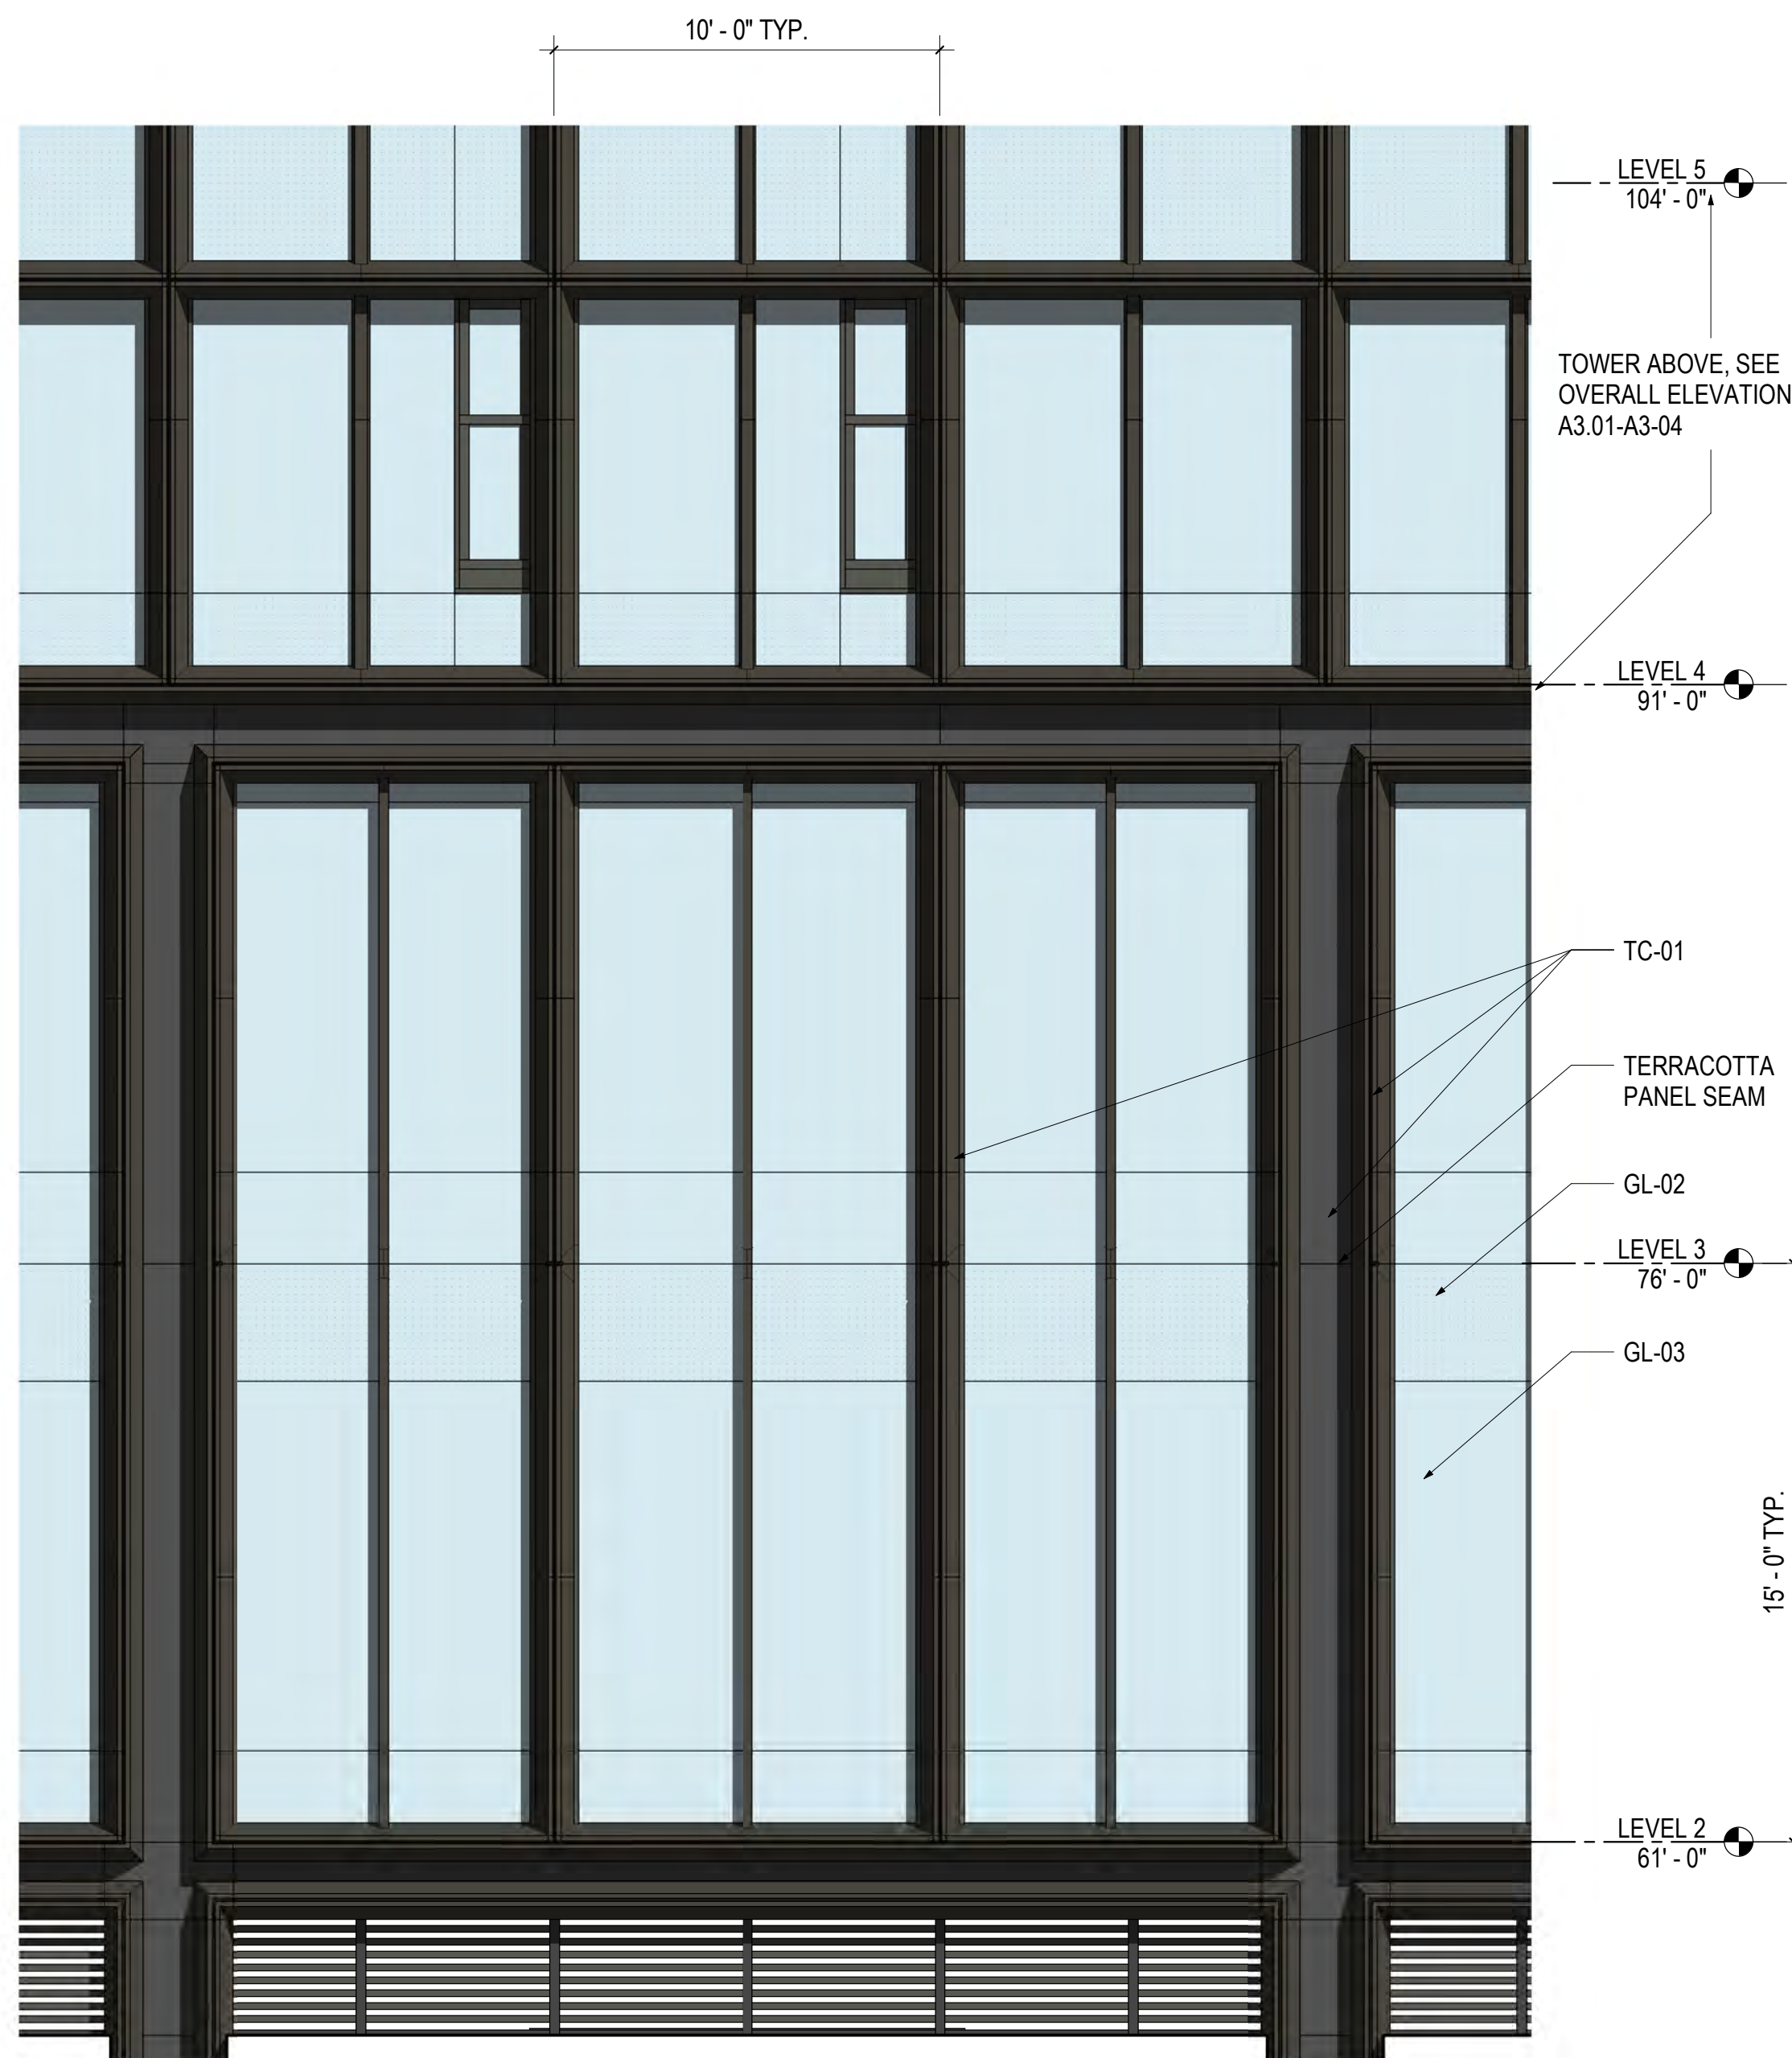 10' - 0" TYP.
LEVEL 5
104' - 0"
TOWER ABOVE, SEE
OVERALL ELEVATION
A3.01-A3-04
LEVEL 4
91' - 0"
TC-01
TERRACOTTA
PANEL SEAM
GL-02
LEVEL 3
76' - 0"
GL-03
15' - 0" TYP.
LEVEL 2
61' - 0"